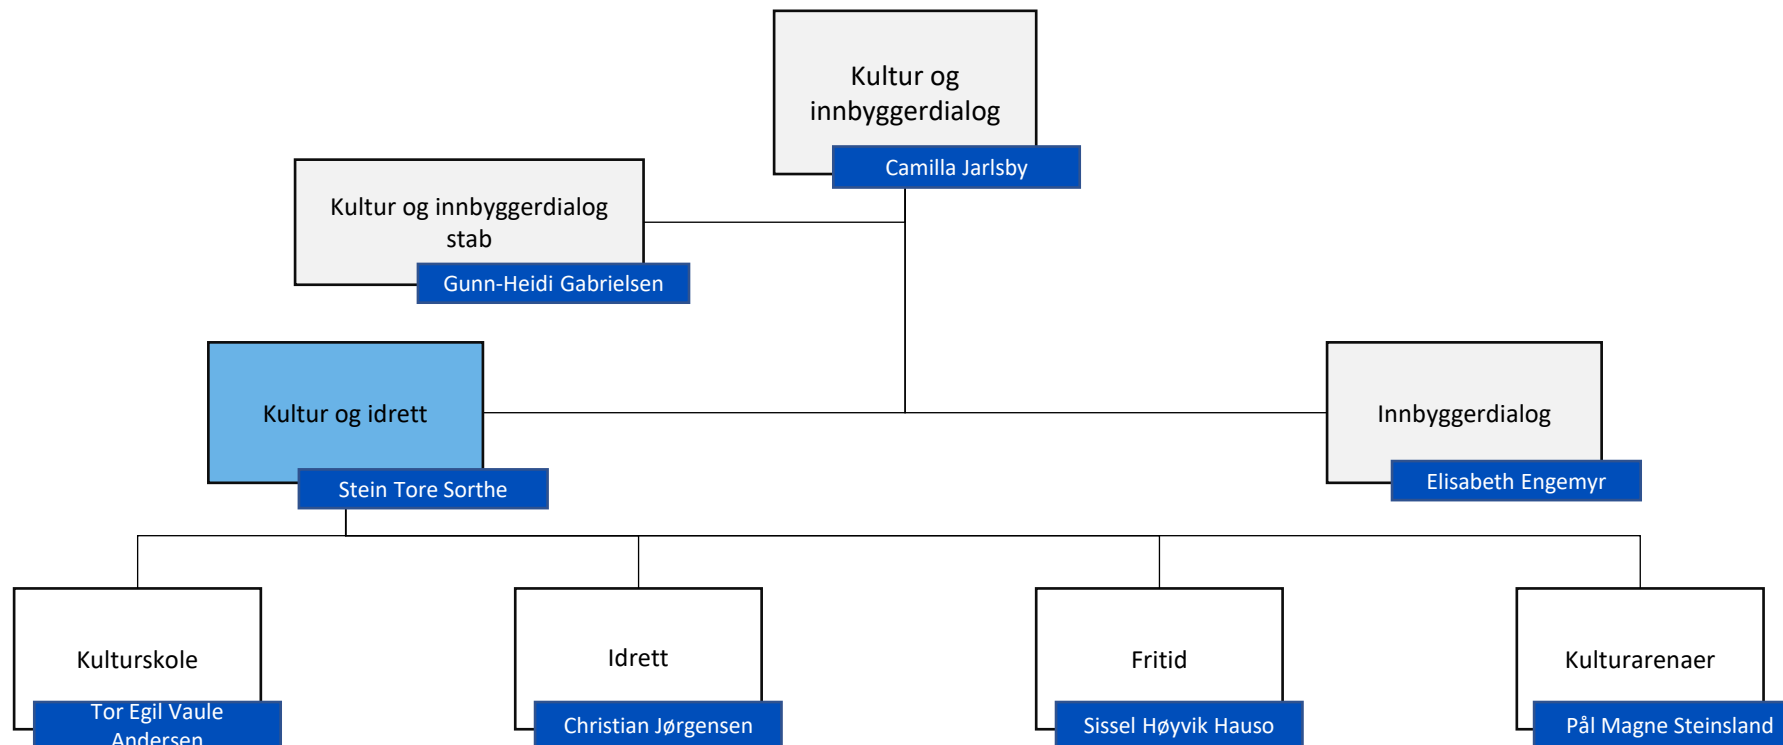 Kultur og
innbyggerdialog
Camilla Jarlsby
Kultur og innbyggerdialog
stab
Gunn-Heidi Gabrielsen
Kultur og idrett
Stein Tore Sorthe
Innbyggerdialog
Elisabeth Engemyr
Kulturskole
Tor Egil Vaule
Andersen
Idrett
Christian Jørgensen
Fritid
Sissel Høyvik Hauso
Kulturarenaer
Pål Magne Steinsland